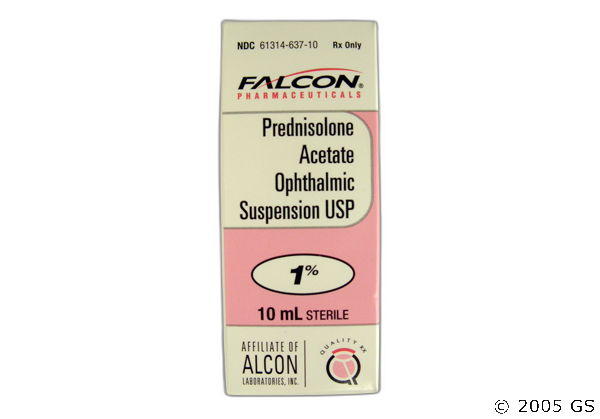 NDC 61314-637-10 Rx Only
FALCON®
PHARMACEUTICALS
Prednisolone
Acetate
Ophthalmic
Suspension USP
1%
10 mL STERILE
AFFILIATE OF
ALCON
LABORATORIES, INC.
QUALITY RX
© 2005 GS